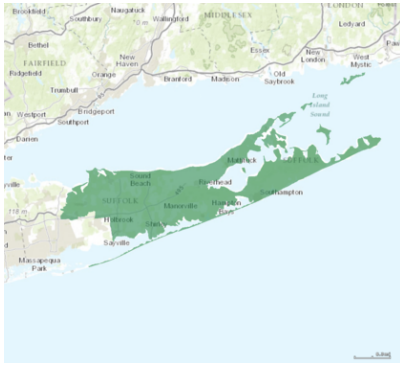 Brookfield
Naugatuck
Wallingford
MIDDLESEX
LONDON
Southbury
Ledyard
Bethel
Essex
FAIRFIELD
New
Haven
New
London
West
Mystic
Ridgefield
Orange
Branford
Madison
Old
Saybrook
Trumbull
Bridgeport
Westport
Southport
Long
Island
Sound
Darien
Mattituck
SUFFOLK
Sound
Beach
Riverhead
Southampton
118 m
SUFFOLK
Manorville
Hampton
Bays
Holbrook
Shirley
Sayville
Massapequa
Park